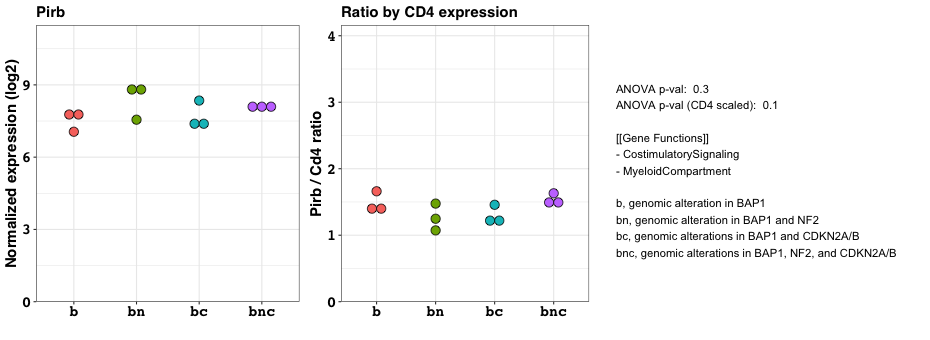 Pirb
Normalized expression (log2)
9
6
3
0
b bn bc bnc
Ratio by CD4 expression
Pirb / Cd4 ratio
4
3
2
1
0
b bn bc bnc
ANOVA p-val: 0.3
ANOVA p-val (CD4 scaled): 0.1
[[Gene Functions]]
- CostimulatorySignaling
- MyeloidCompartment
b, genomic alteration in BAP1
bn, genomic alteration in BAP1 and NF2
bc, genomic alterations in BAP1 and CDKN2A/B
bnc, genomic alterations in BAP1, NF2, and CDKN2A/B